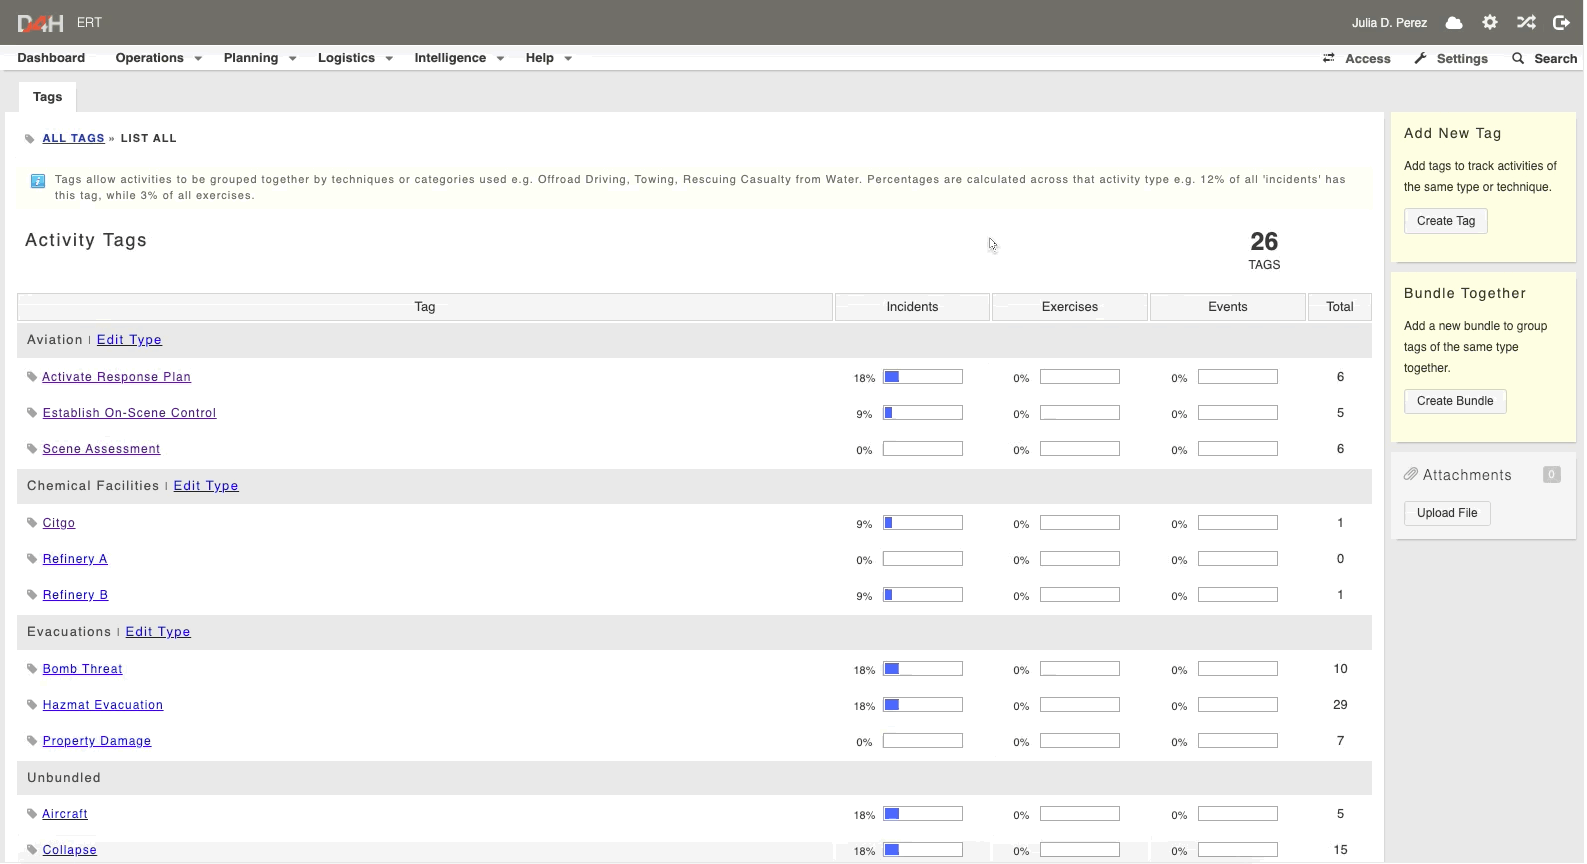 D4H ERT
Julia D. Perez
Dashboard Operations Planning Logistics Intelligence Help Access Settings Search
Tags
ALL TAGS » LIST ALL
Tags allow activities to be grouped together by techniques or categories used e.g. Offroad Driving, Towing, Rescuing Casualty from Water. Percentages are calculated across that activity type e.g. 12% of all 'incidents' has
this tag, while 3% of all exercises.
Activity Tags
26
TAGS
Tag Incidents Exercises Events Total
Aviation | Edit Type
Activate Response Plan 18% 0% 0% 6
Establish On-Scene Control 9% 0% 0% 5
Scene Assessment 0% 0% 0% 6
Chemical Facilities | Edit Type
Citgo 9% 0% 0% 1
Refinery A 0% 0% 0% 0
Refinery B 9% 0% 0% 1
Evacuations | Edit Type
Bomb Threat 18% 0% 0% 10
Hazmat Evacuation 18% 0% 0% 29
Property Damage 0% 0% 0% 7
Unbundled
Aircraft 18% 0% 0% 5
Collapse 18% 0% 0% 15
Add New Tag
Add tags to track activities of
the same type or technique.
Create Tag
Bundle Together
Add a new bundle to group
tags of the same type
together.
Create Bundle
Attachments 0
Upload File